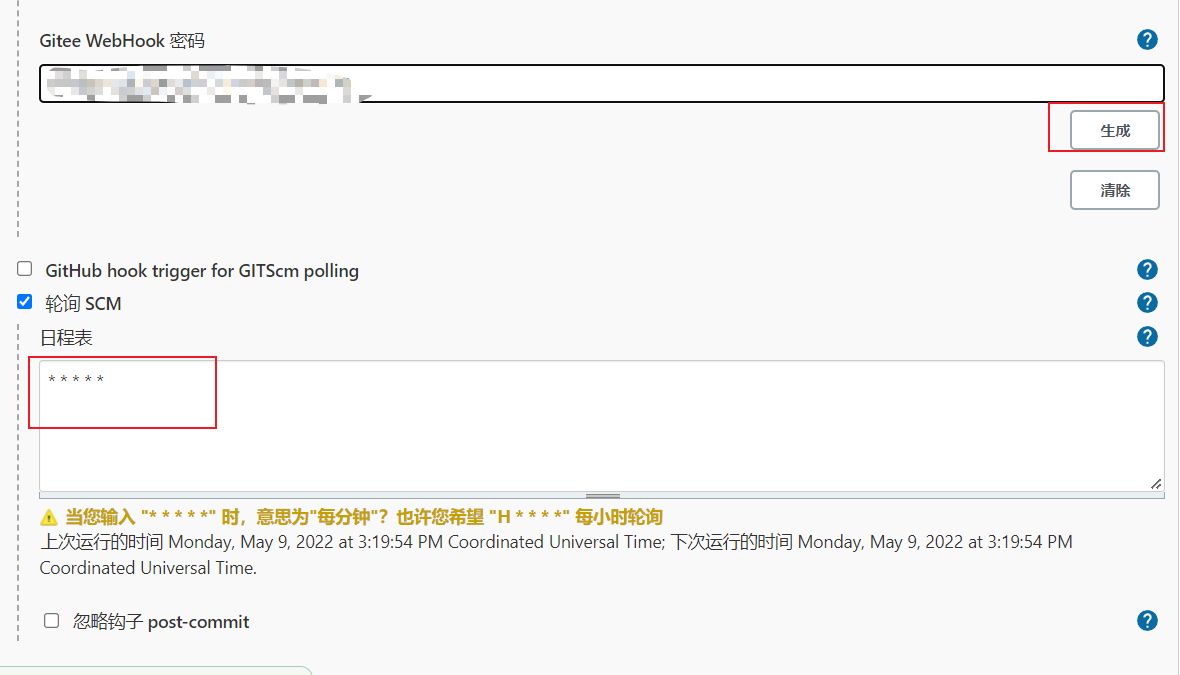 Gitee WebHook 密码
生成
清除
GitHub hook trigger for GITScm polling
轮询 SCM
日程表
* * * * *
当您输入 "* * * * *" 时，意思为"每分钟"？也许您希望 "H * * * *" 每小时轮询
上次运行的时间 Monday, May 9, 2022 at 3:19:54 PM Coordinated Universal Time; 下次运行的时间 Monday, May 9, 2022 at 3:19:54 PM
Coordinated Universal Time.
忽略钩子 post-commit